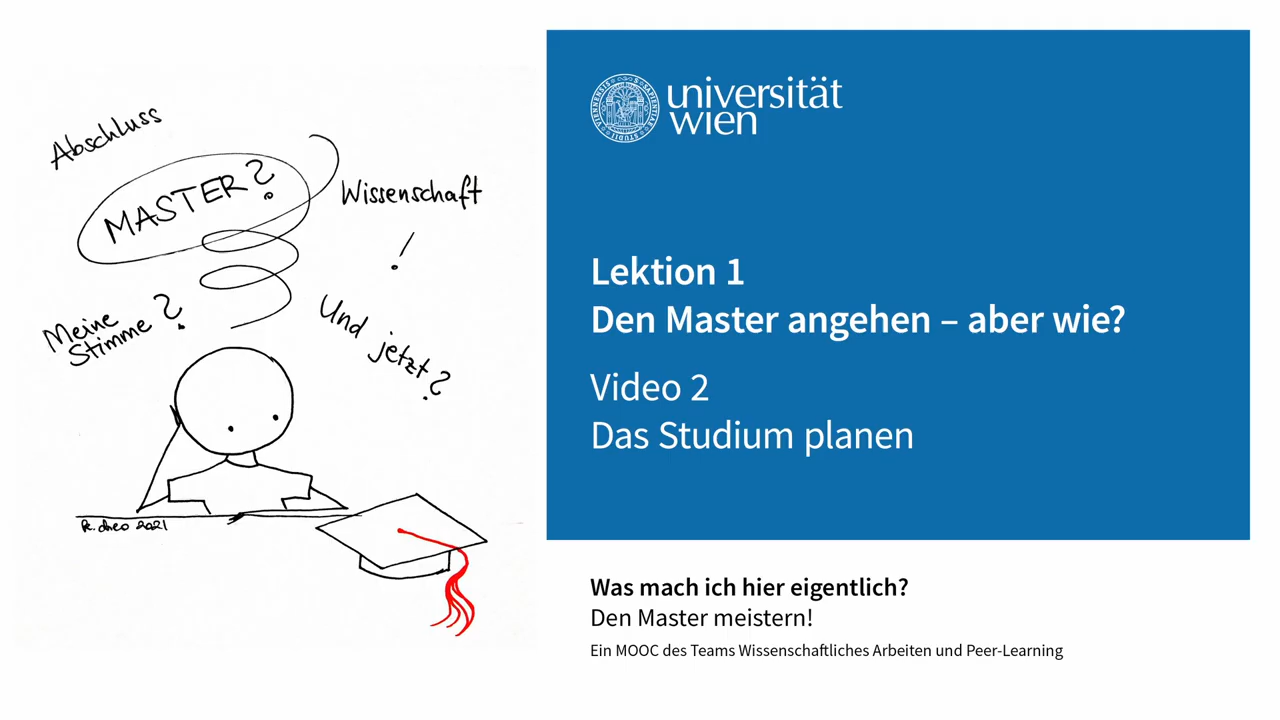 Abschluss
MASTER?
Wissenschaft
!
Meine
Stimme?
Und jetzt?
2021
universität
wien
Lektion 1
Den Master angehen – aber wie?
Video 2
Das Studium planen
Was mach ich hier eigentlich?
Den Master meistern!
Ein MOOC des Teams Wissenschaftliches Arbeiten und Peer-Learning